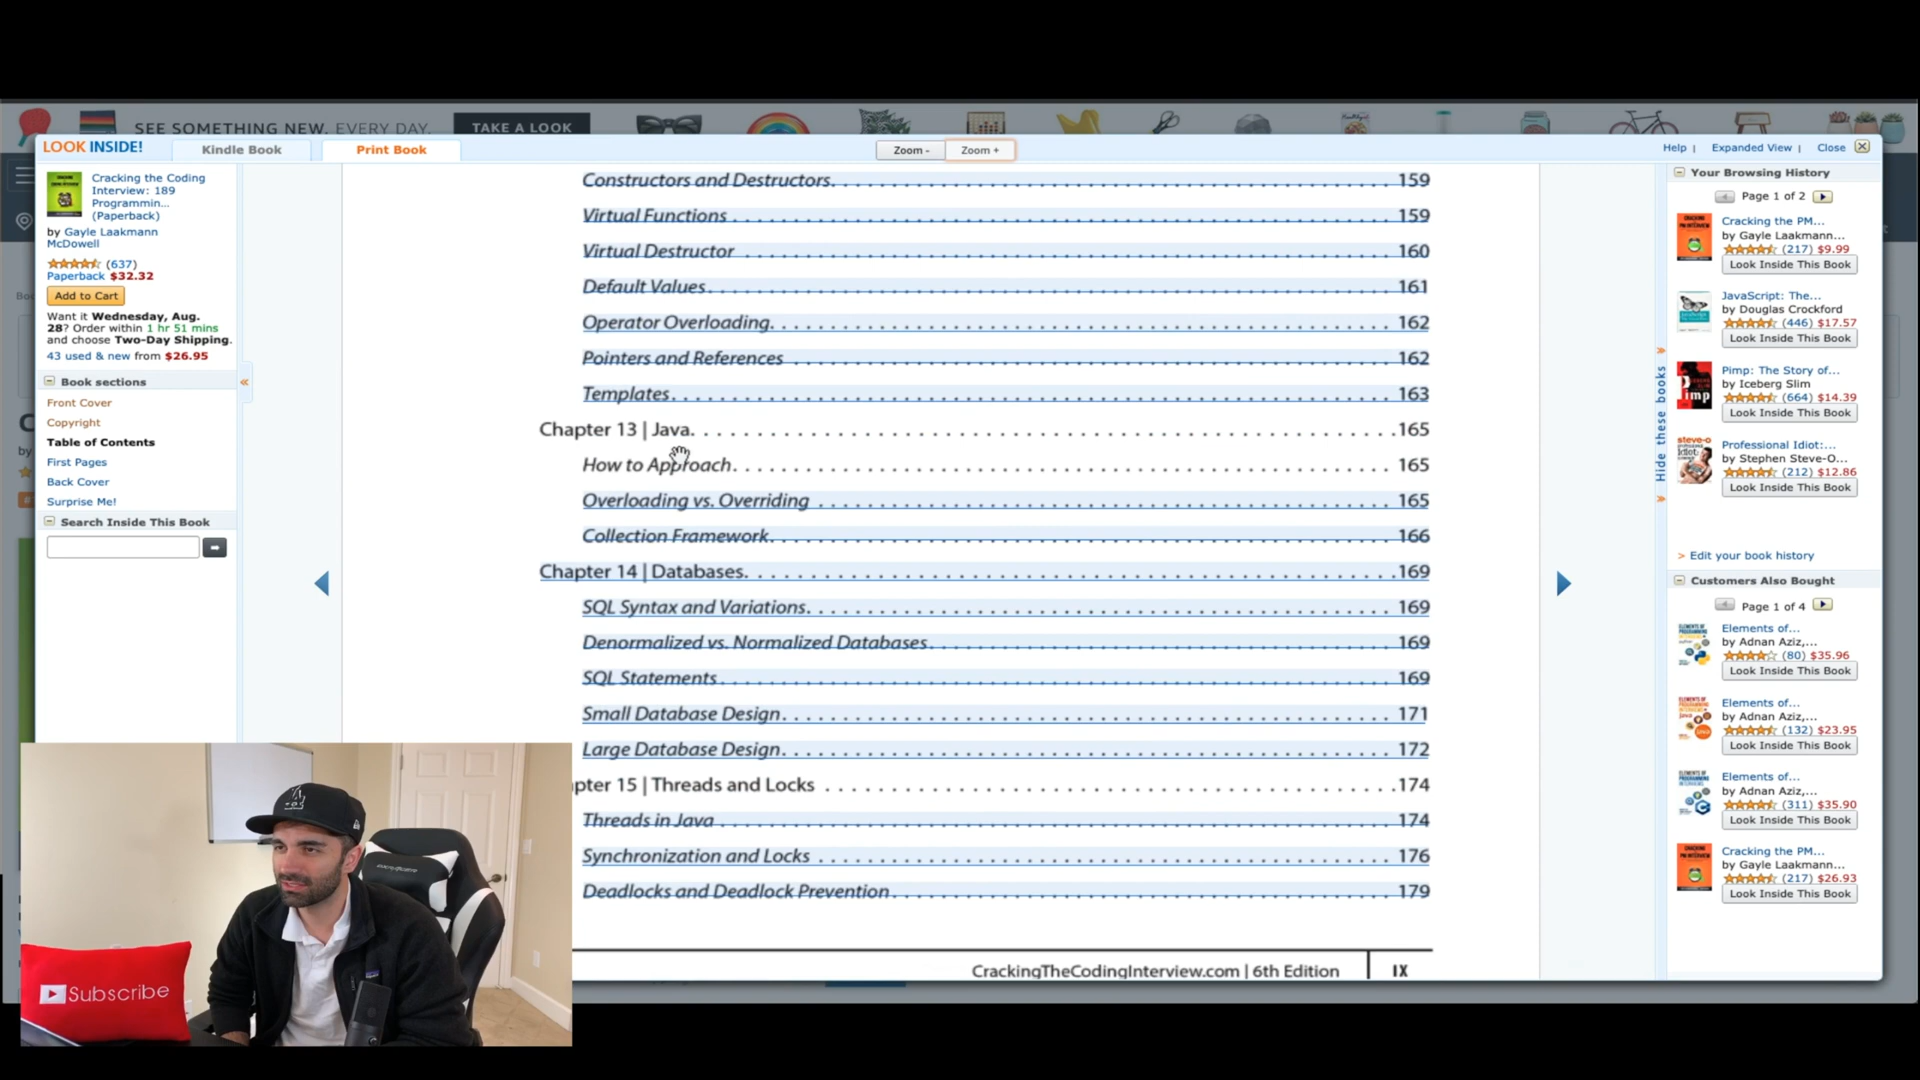 SEE SOMETHING NEW, EVERY DAY.
TAKE A LOOK
LOOK INSIDE!
Kindle Book
Print Book
Zoom -
Zoom +
Help |
Expanded View |
Close
Cracking the Coding
Interview: 189
Programmin...
(Paperback)
by Gayle Laakmann
McDowell
(637)
Paperback $32.32
Add to Cart
Want it Wednesday, Aug.
28? Order within 1 hr 51 mins
and choose Two-Day Shipping.
43 used & new from $26.95
Book sections
Front Cover
Copyright
Table of Contents
First Pages
Back Cover
Surprise Me!
Search Inside This Book
Constructors and Destructors. 159
Virtual Functions 159
Virtual Destructor 160
Default Values. 161
Operator Overloading. 162
Pointers and References 162
Templates. 163
Chapter 13 | Java. 165
How to Approach. 165
Overloading vs. Overriding 165
Collection Framework. 166
Chapter 14 | Databases. 169
SQL Syntax and Variations. 169
Denormalized vs. Normalized Databases. 169
SQL Statements. 169
Small Database Design. 171
Large Database Design. 172
pter 15 | Threads and Locks 174
Threads in Java 174
Synchronization and Locks 176
Deadlocks and Deadlock Prevention. 179
CrackingTheCodingInterview.com | 6th Edition
IX
Hide these books
Your Browsing History
Page 1 of 2
Cracking the PM...
by Gayle Laakmann...
(217) $9.99
Look Inside This Book
JavaScript: The...
by Douglas Crockford
(446) $17.57
Look Inside This Book
Pimp: The Story of...
by Iceberg Slim
(664) $14.39
Look Inside This Book
Professional Idiot:...
by Stephen Steve-O...
(212) $12.86
Look Inside This Book
> Edit your book history
Customers Also Bought
Page 1 of 4
Elements of...
by Adnan Aziz,...
(80) $35.96
Look Inside This Book
Elements of...
by Adnan Aziz,...
(132) $23.95
Look Inside This Book
Elements of...
by Adnan Aziz,...
(311) $35.90
Look Inside This Book
Cracking the PM...
by Gayle Laakmann...
(217) $26.93
Look Inside This Book
Subscribe